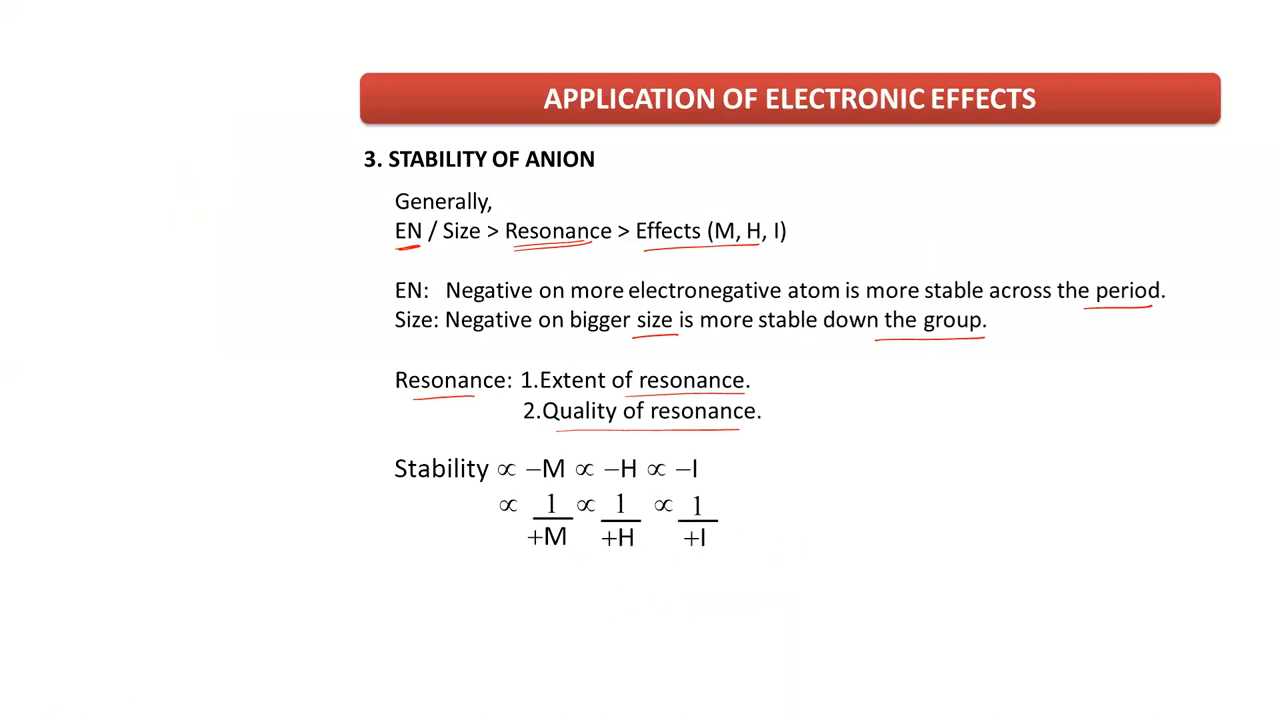 APPLICATION OF ELECTRONIC EFFECTS
3. STABILITY OF ANION
Generally,
EN / Size > Resonance > Effects (M, H, I)
EN: Negative on more electronegative atom is more stable across the period.
Size: Negative on bigger size is more stable down the group.
Resonance: 1.Extent of resonance.
2.Quality of resonance.
Stability ∝ −M ∝ −H ∝ −I
∝ 1 ∝ 1 ∝ 1
+M +H +I